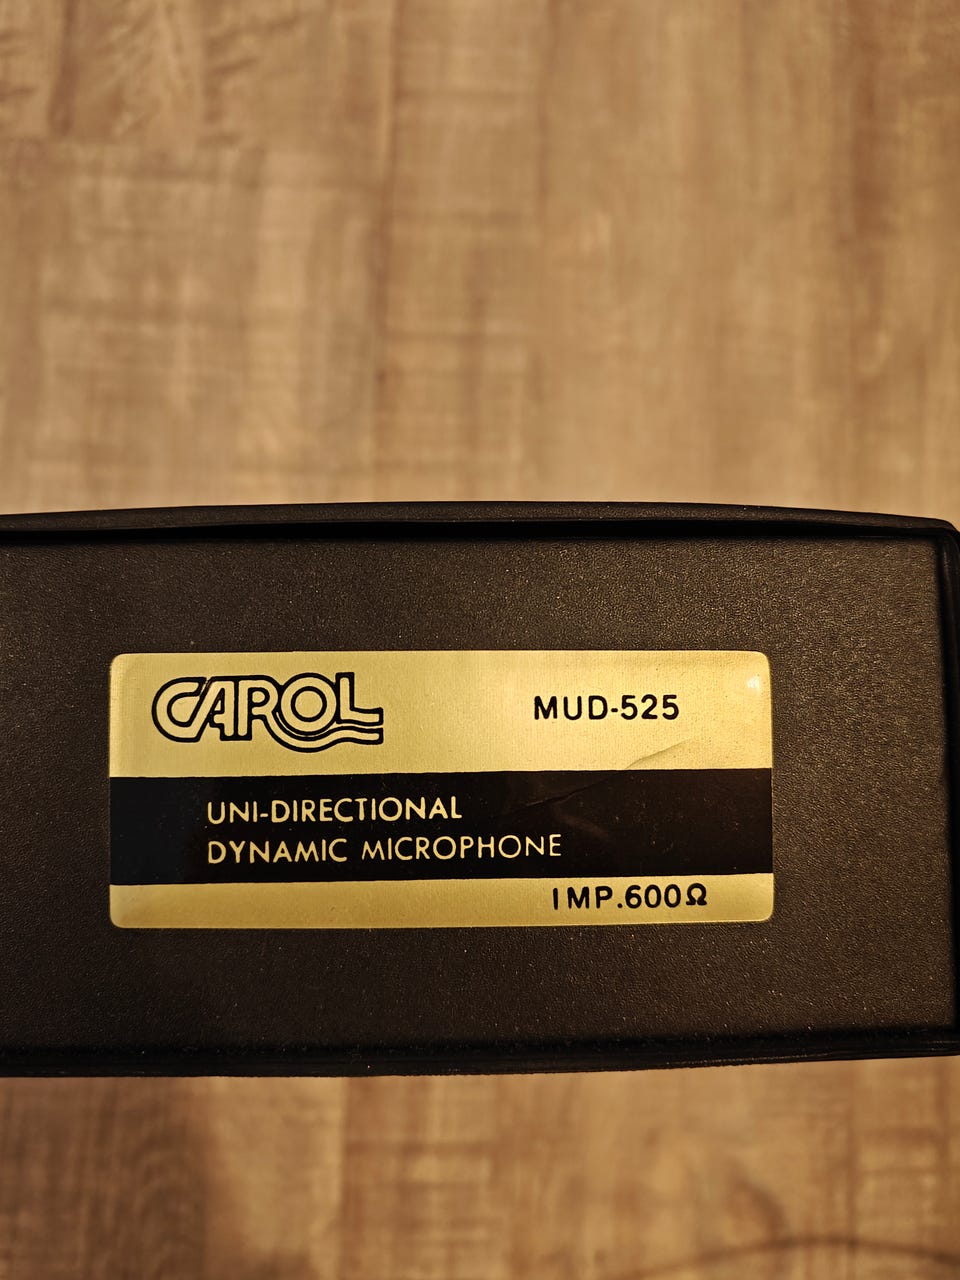 CAROL
MUD-525
UNI-DIRECTIONAL
DYNAMIC MICROPHONE
IMP.600Ω